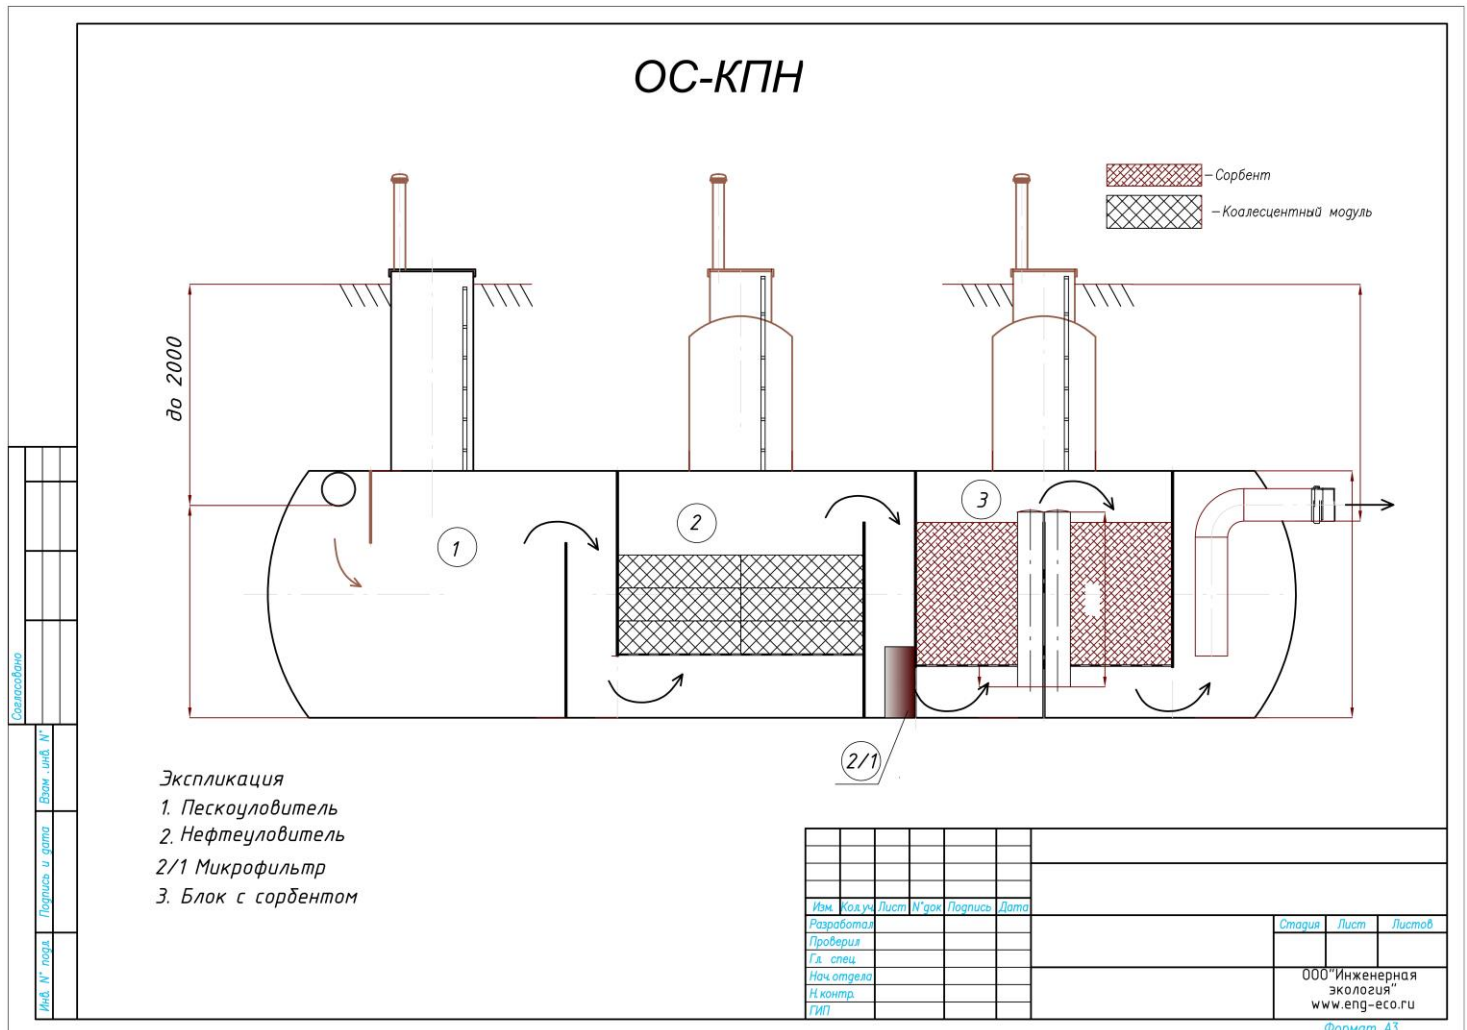 ОС-КПН
–Сорбент
–Коалесцентный модуль
до 2000
1
2
3
2/1
Экспликация
1. Пескоуловитель
2. Нефтеуловитель
2/1 Микрофильтр
3. Блок с сорбентом
Согласовано
Взам. инв. N°
Подпись и дата
Инв. N° подл.
Изм. Кол.уч Лист N°док Подпись Дата
Разработал
Проверил
Гл. спец.
Нач.отдела
Н.контр.
ГИП
Стадия Лист Листов
ООО"Инженерная
экология"
www.eng-eco.ru
Формат А3